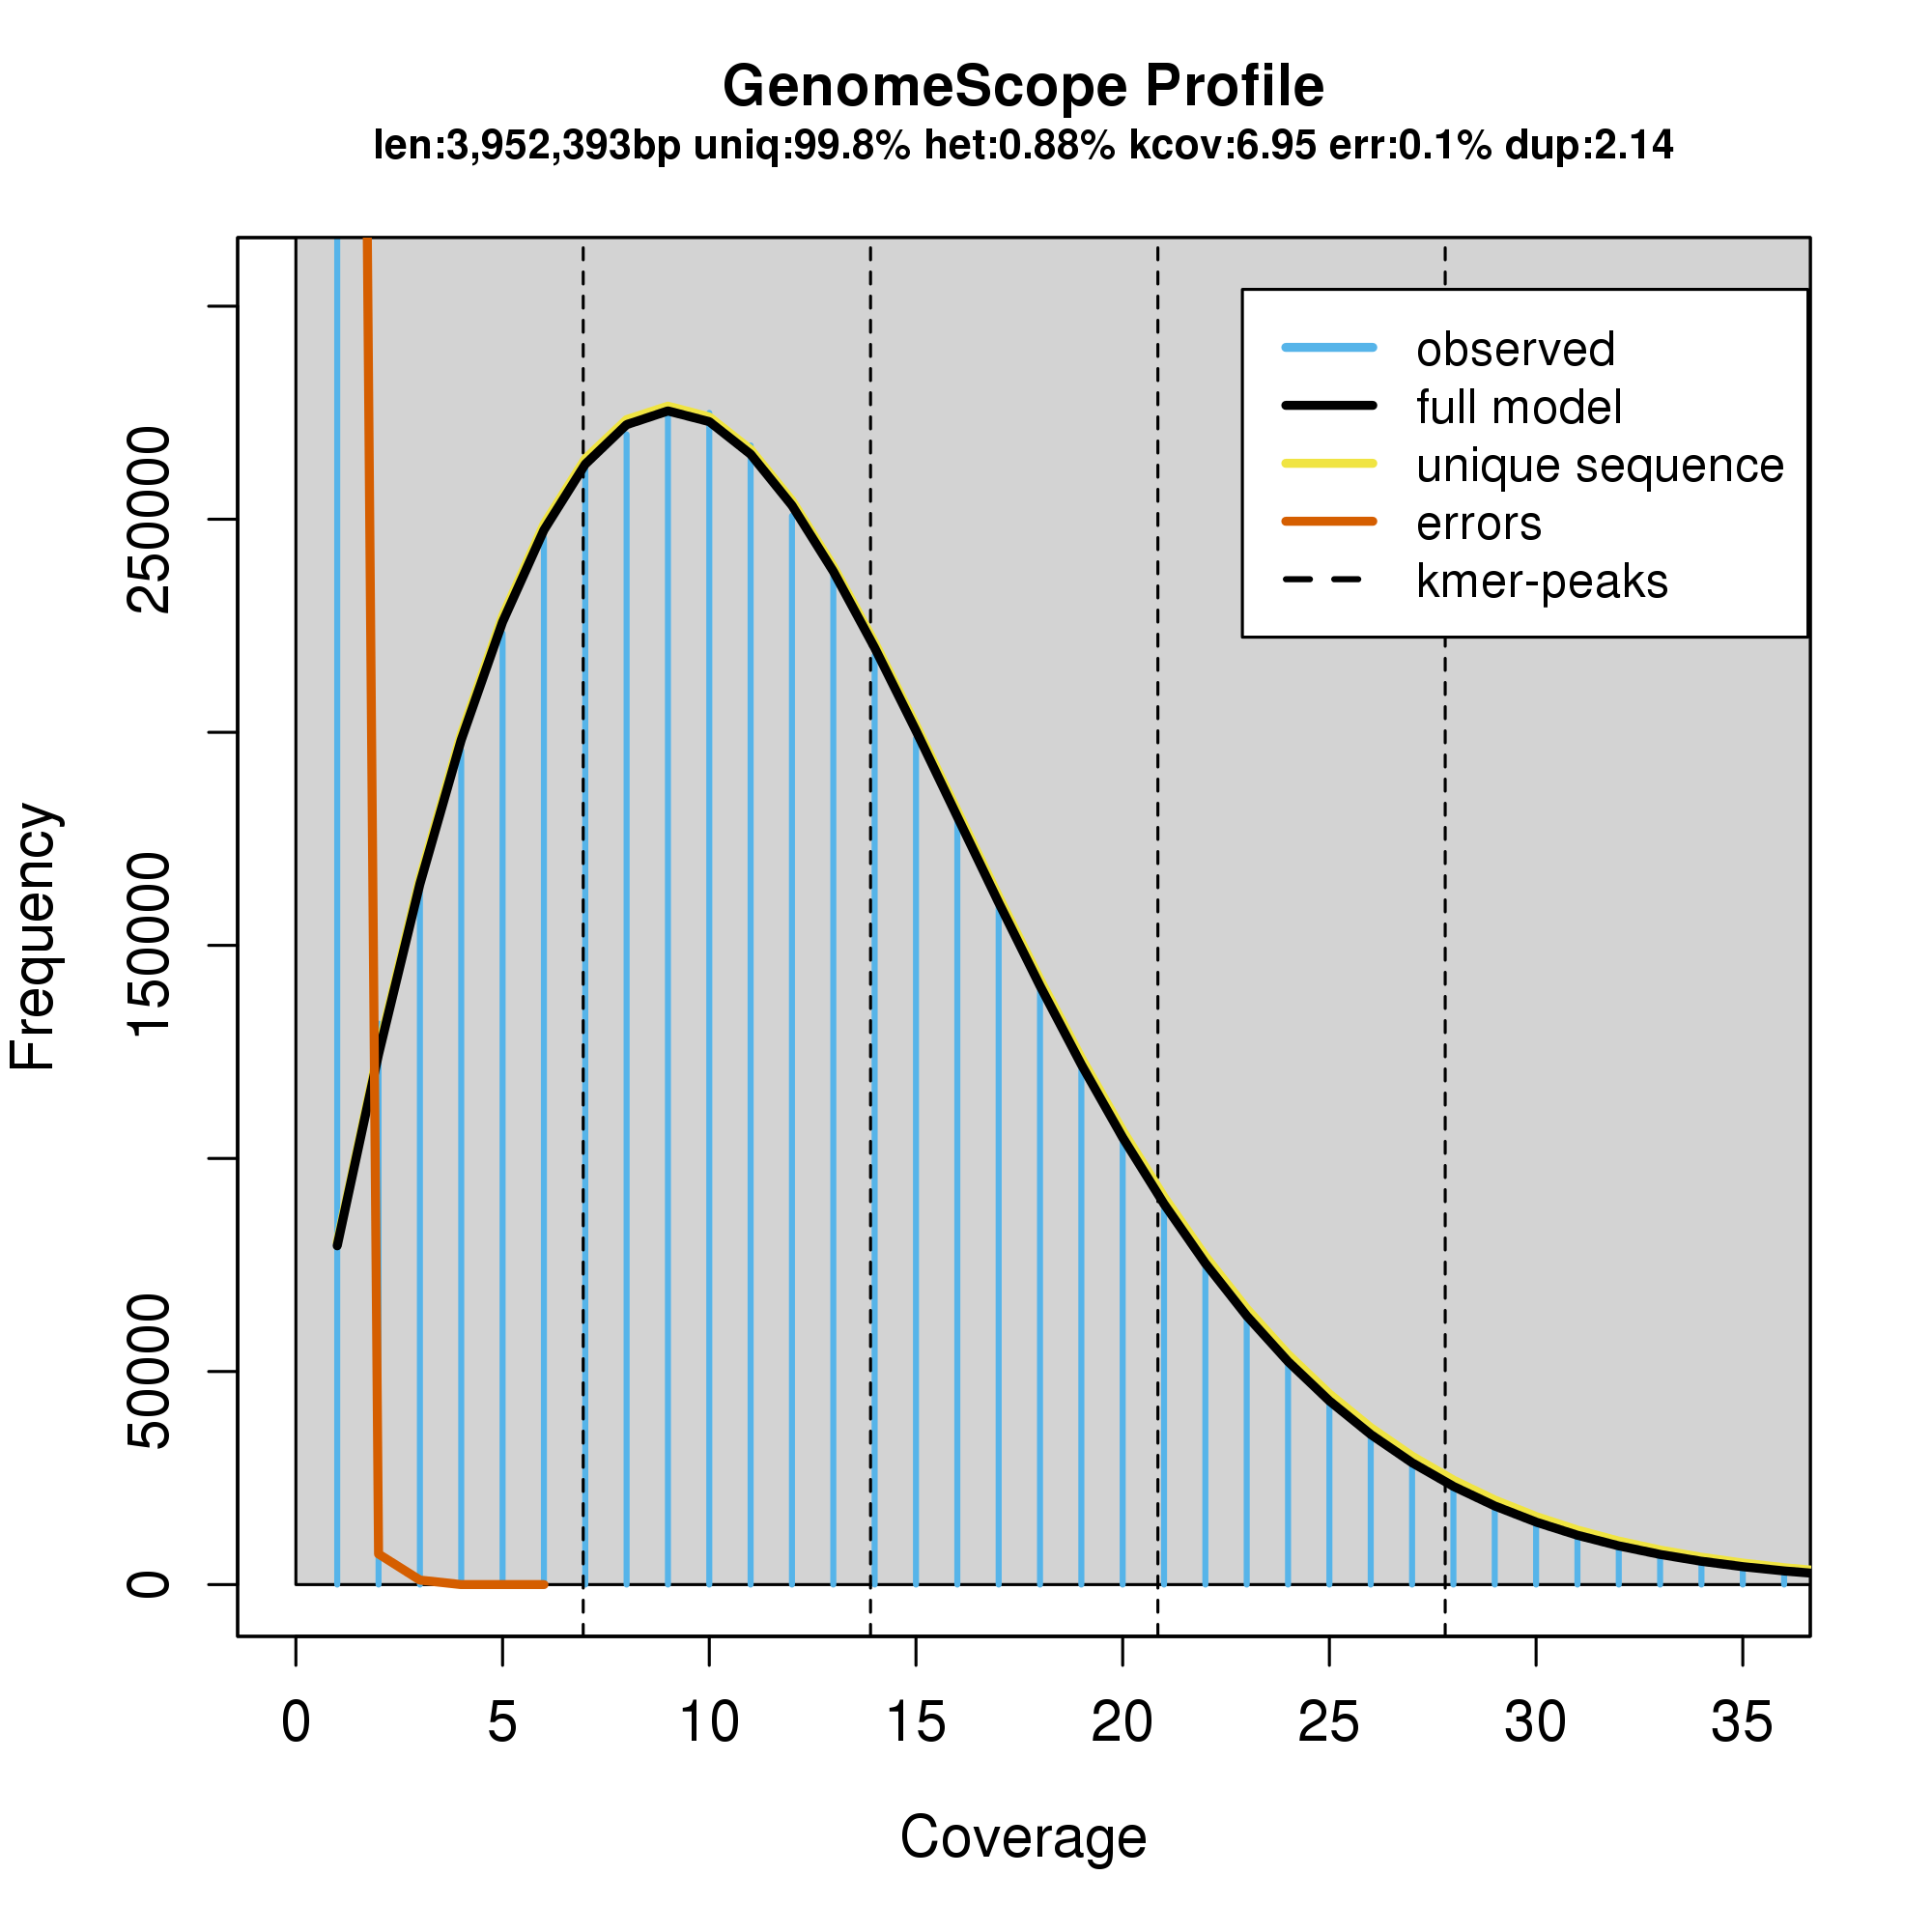 GenomeScope Profile
len:3,952,393bp uniq:99.8% het:0.88% kcov:6.95 err:0.1% dup:2.14
observed
full model
unique sequence
errors
kmer-peaks
Frequency
250000
150000
50000
0
0 5 10 15 20 25 30 35
Coverage